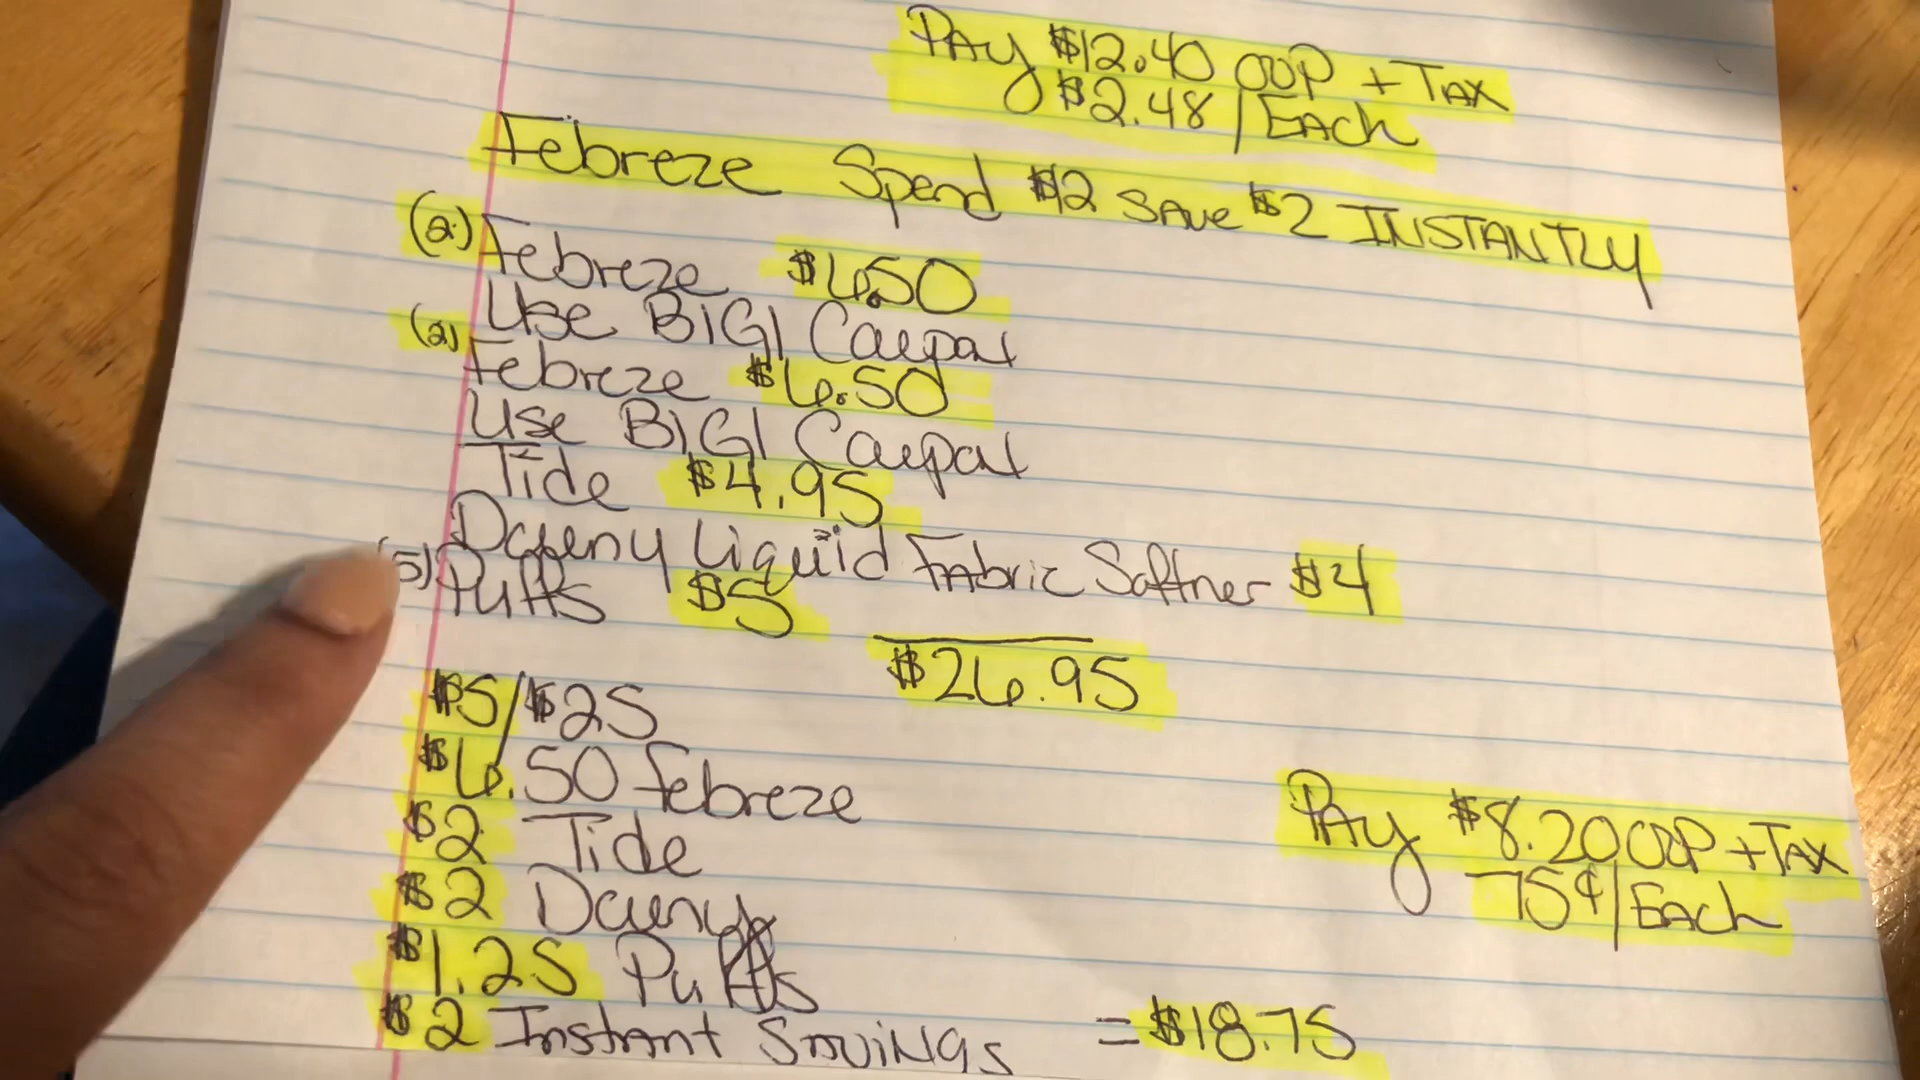 Pay $12.40 OOP + Tax
$2.48 / Each
Febreze Spend $12 Save $2 INSTANTLY
(2) Febreze $6.50
Use B1G1 Coupon
(2) Febreze $6.50
Use B1G1 Coupon
Tide $4.95
Downy Liquid Fabric Softner $4
(5) Puffs $5
$26.95
$5/$25
$6.50 febreze
$2 Tide
$2 Downy
$1.25 Puffs
$2 Instant Savings = $18.75
Pay $8.20 OOP + Tax
75¢/Each